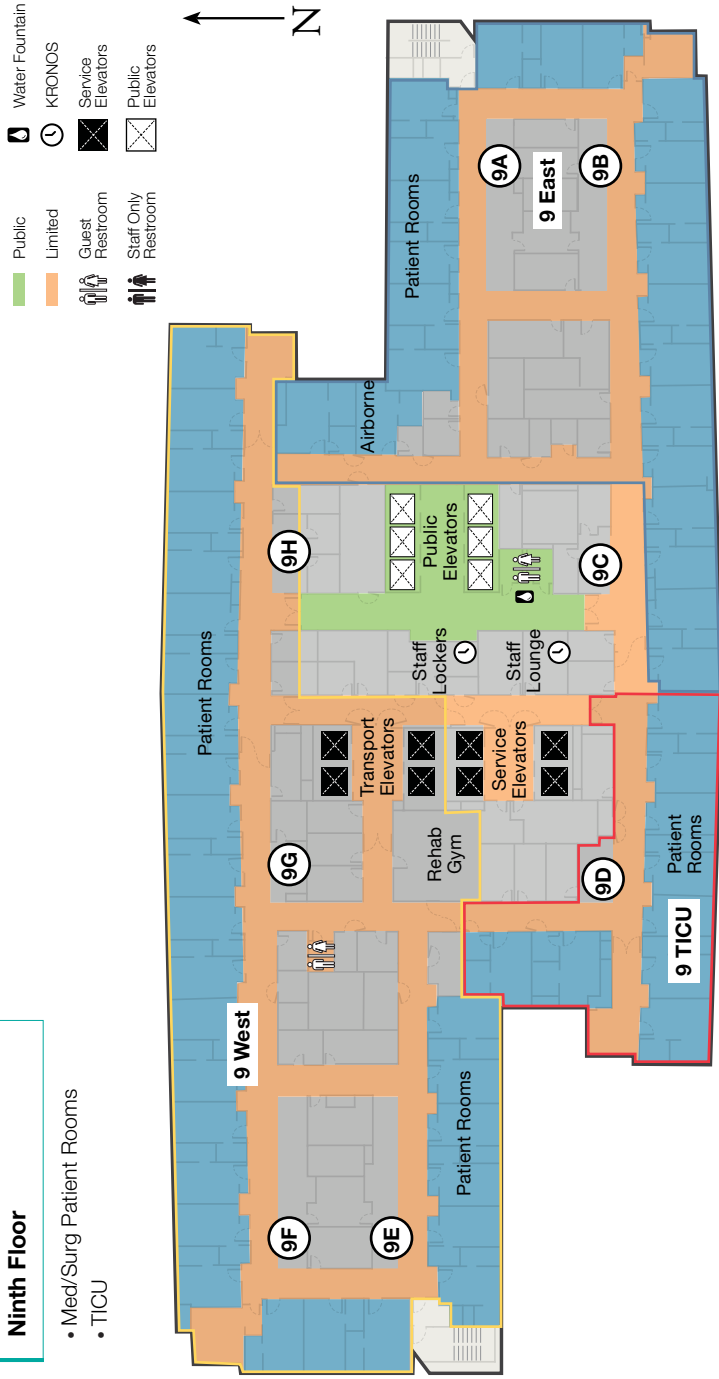 Ninth Floor
• Med/Surg Patient Rooms
• TICU
Public
Limited
Guest
Restroom
Staff Only
Restroom
Water Fountain
KRONOS
Service
Elevators
Public
Elevators
N
Patient Rooms
9 West
9F
9E
9G
9H
Patient Rooms
Transport
Elevators
Rehab
Gym
Service
Elevators
Staff
Lockers
Staff
Lounge
Public
Elevators
Airborne
Patient Rooms
9A
9 East
9B
9C
9D
9 TICU
Patient
Rooms